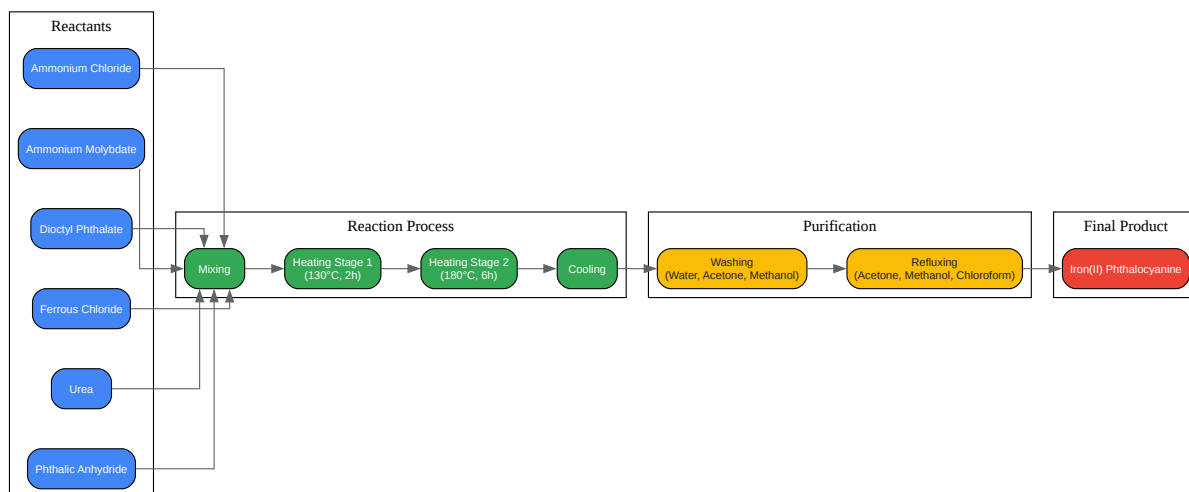 Reactants
Ammonium Chloride
Ammonium Molybdate
Dioctyl Phthalate
Ferrous Chloride
Urea
Phthalic Anhydride
Reaction Process
Mixing
Heating Stage 1
(130°C, 2h)
Heating Stage 2
(180°C, 6h)
Cooling
Purification
Washing
(Water, Acetone, Methanol)
Refluxing
(Acetone, Methanol, Chloroform)
Final Product
Iron(II) Phthalocyanine